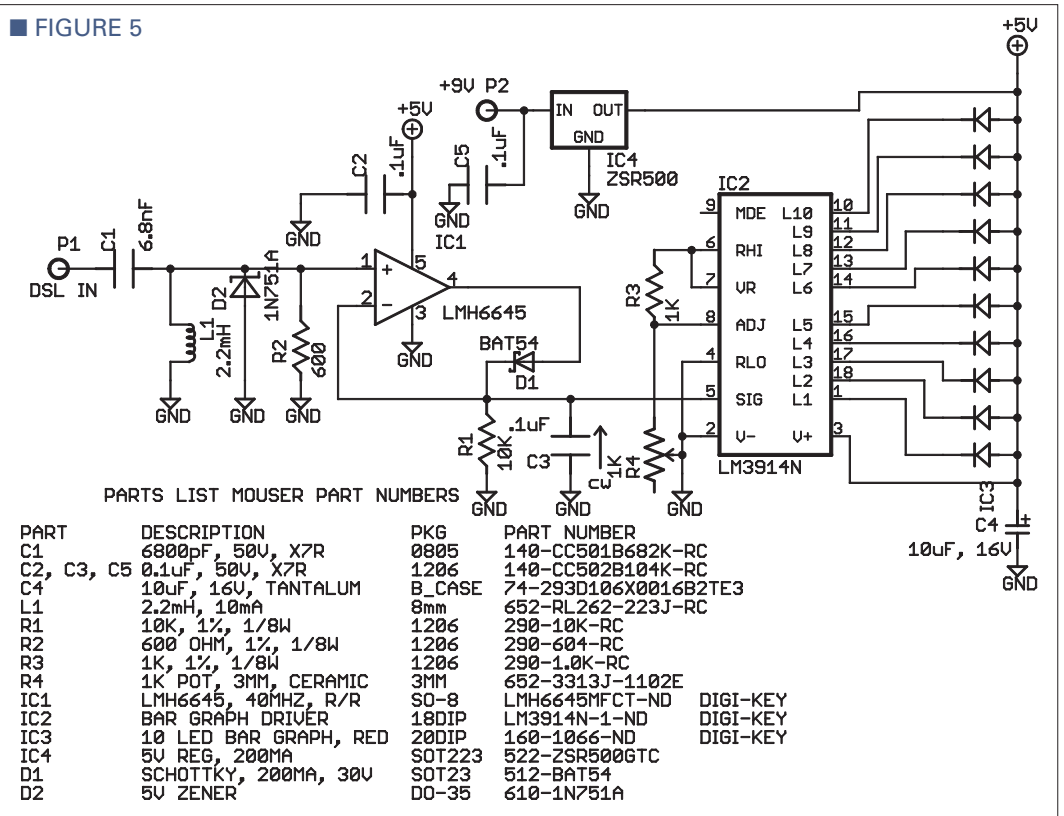 ■ FIGURE 5
+5V
+9V P2
IN OUT
GND
IC4
ZSR500
GND
+5V
C2
.1uF
GND
C5
.1uF
GND
IC1
P1
DSL IN
C1
6.8nF
L1
2.2mH
GND
D2
1N751A
GND
R2
600
GND
1
+
2
-
5
4
3
LMH6645
GND
BAT54
D1
R1
10K
GND
.1uF
C3
GND
R3
1K
CW
1K
R4
GND
IC2
9 MDE L10 10
L9 11
6 RHI L8 12
L7 13
7 VR L6 14
8 ADJ L5 15
L4 16
4 RLO L3 17
L2 18
5 SIG L1 1
2 V- V+ 3
LM3914N
IC3
C4
+
10uF, 16V
GND
PARTS LIST MOUSER PART NUMBERS
PART DESCRIPTION PKG PART NUMBER
C1 6800pF, 50V, X7R 0805 140-CC501B682K-RC
C2, C3, C5 0.1uF, 50V, X7R 1206 140-CC502B104K-RC
C4 10uF, 16V, TANTALUM B_CASE 74-293D106X0016B2TE3
L1 2.2mH, 10mA 8mm 652-RL262-223J-RC
R1 10K, 1%, 1/8W 1206 290-10K-RC
R2 600 OHM, 1%, 1/8W 1206 290-604-RC
R3 1K, 1%, 1/8W 1206 290-1.0K-RC
R4 1K POT, 3MM, CERAMIC 3MM 652-3313J-1102E
IC1 LMH6645, 40MHZ, R/R SO-8 LMH6645MFCT-ND DIGI-KEY
IC2 BAR GRAPH DRIVER 18DIP LM3914N-1-ND DIGI-KEY
IC3 10 LED BAR GRAPH, RED 20DIP 160-1066-ND DIGI-KEY
IC4 5V REG, 200MA SOT223 522-ZSR500GTC
D1 SCHOTTKY, 200MA, 30V SOT23 512-BAT54
D2 5V ZENER DO-35 610-1N751A